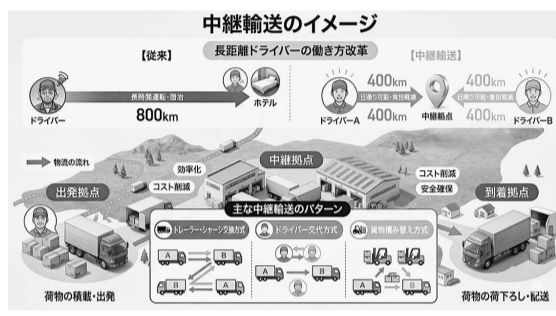 中継輸送のイメージ
長距離ドライバーの働き方改革
【従来】
【中継輸送】
長時間運転・宿泊
ドライバー
800km
ホテル
400km
400km
日帰り可能・負担軽減
日帰り可能・負担軽減
400km
400km
ドライバーA
中継拠点
ドライバーB
物流の流れ
効率化
コスト削減
中継拠点
コスト削減
安全確保
出発拠点
到着拠点
主な中継輸送のパターン
トレーラー・シャーシ交換方式
ドライバー交代方式
貨物積み替え方式
A
B
B
A
A
B
A
B
荷物の積載・出発
荷物の荷下ろし・配送